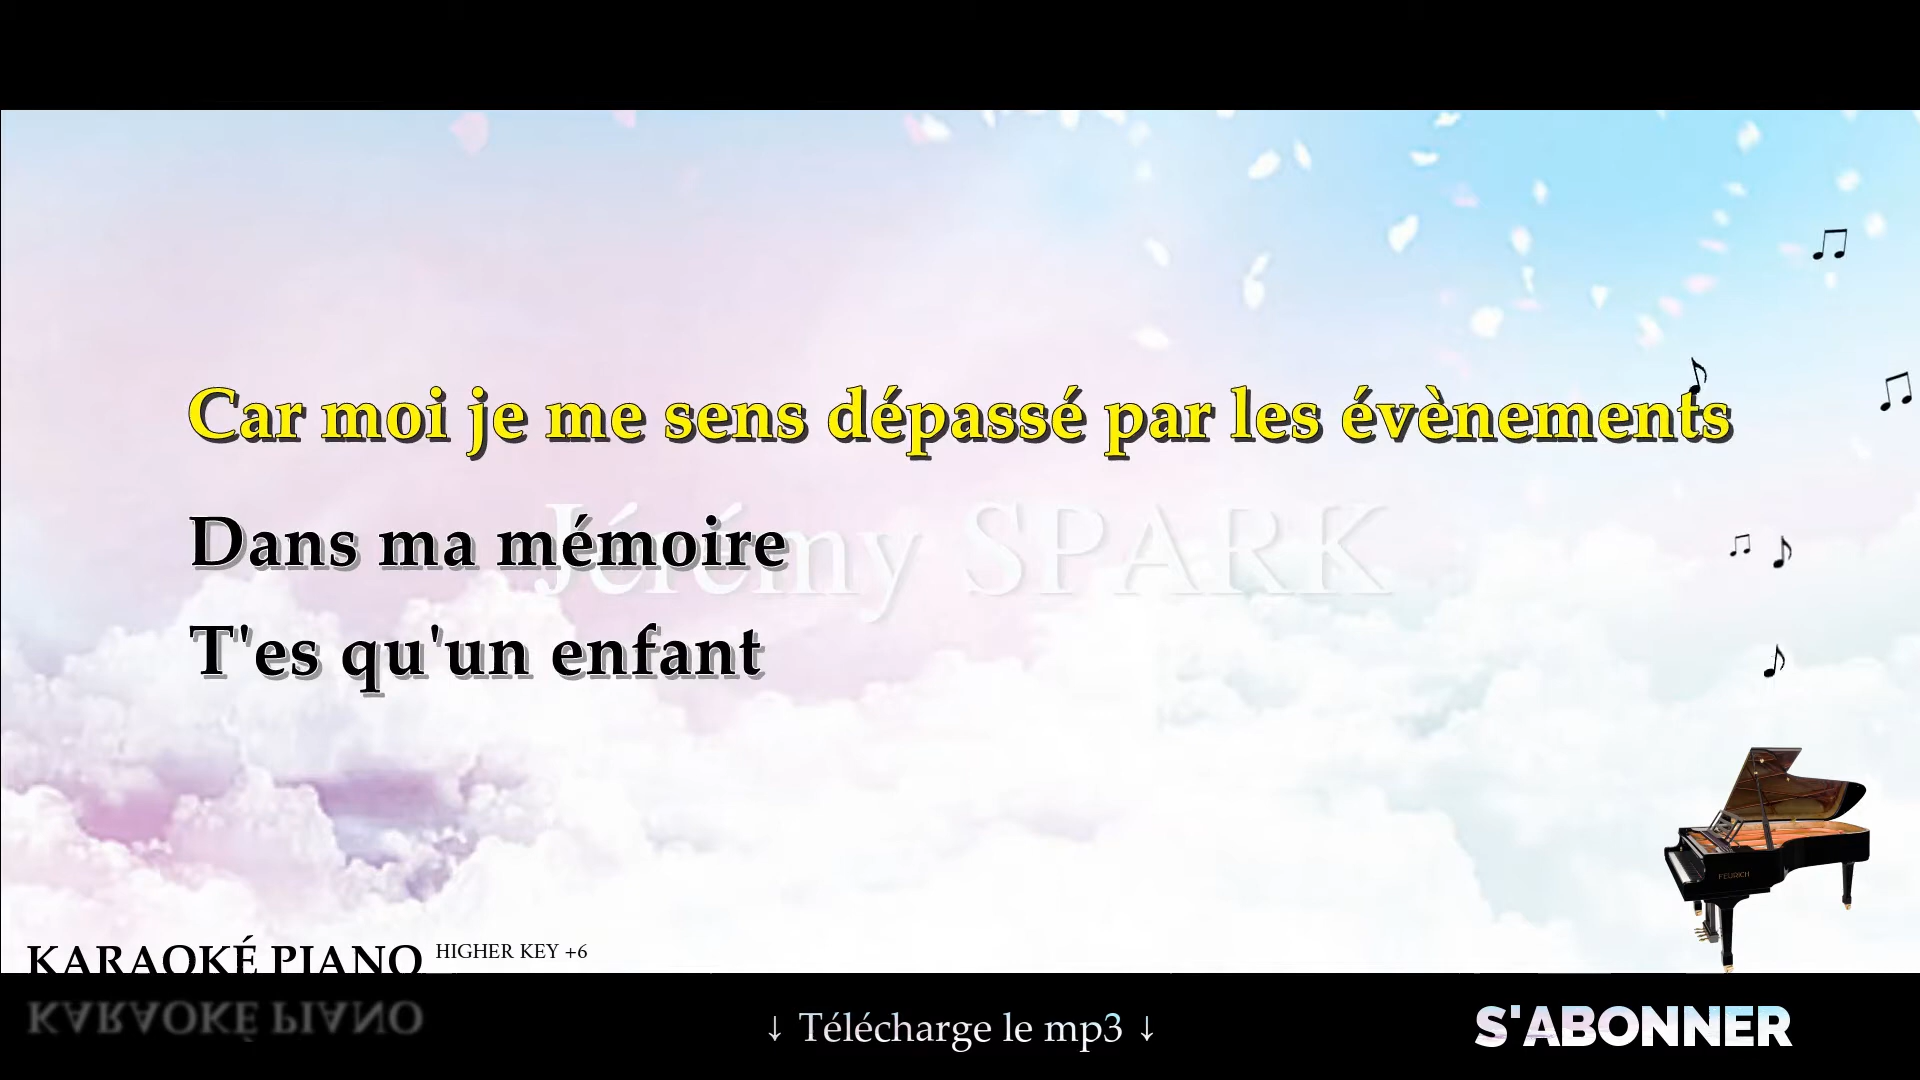 Car moi je me sens dépassé par les évènements
Dans ma mémoire
Jérémy SPARK
T'es qu'un enfant
FEURICH
KARAOKÉ PIANO HIGHER KEY +6
KARAOKÉ PIANO
↓ Télécharge le mp3 ↓
S'ABONNER